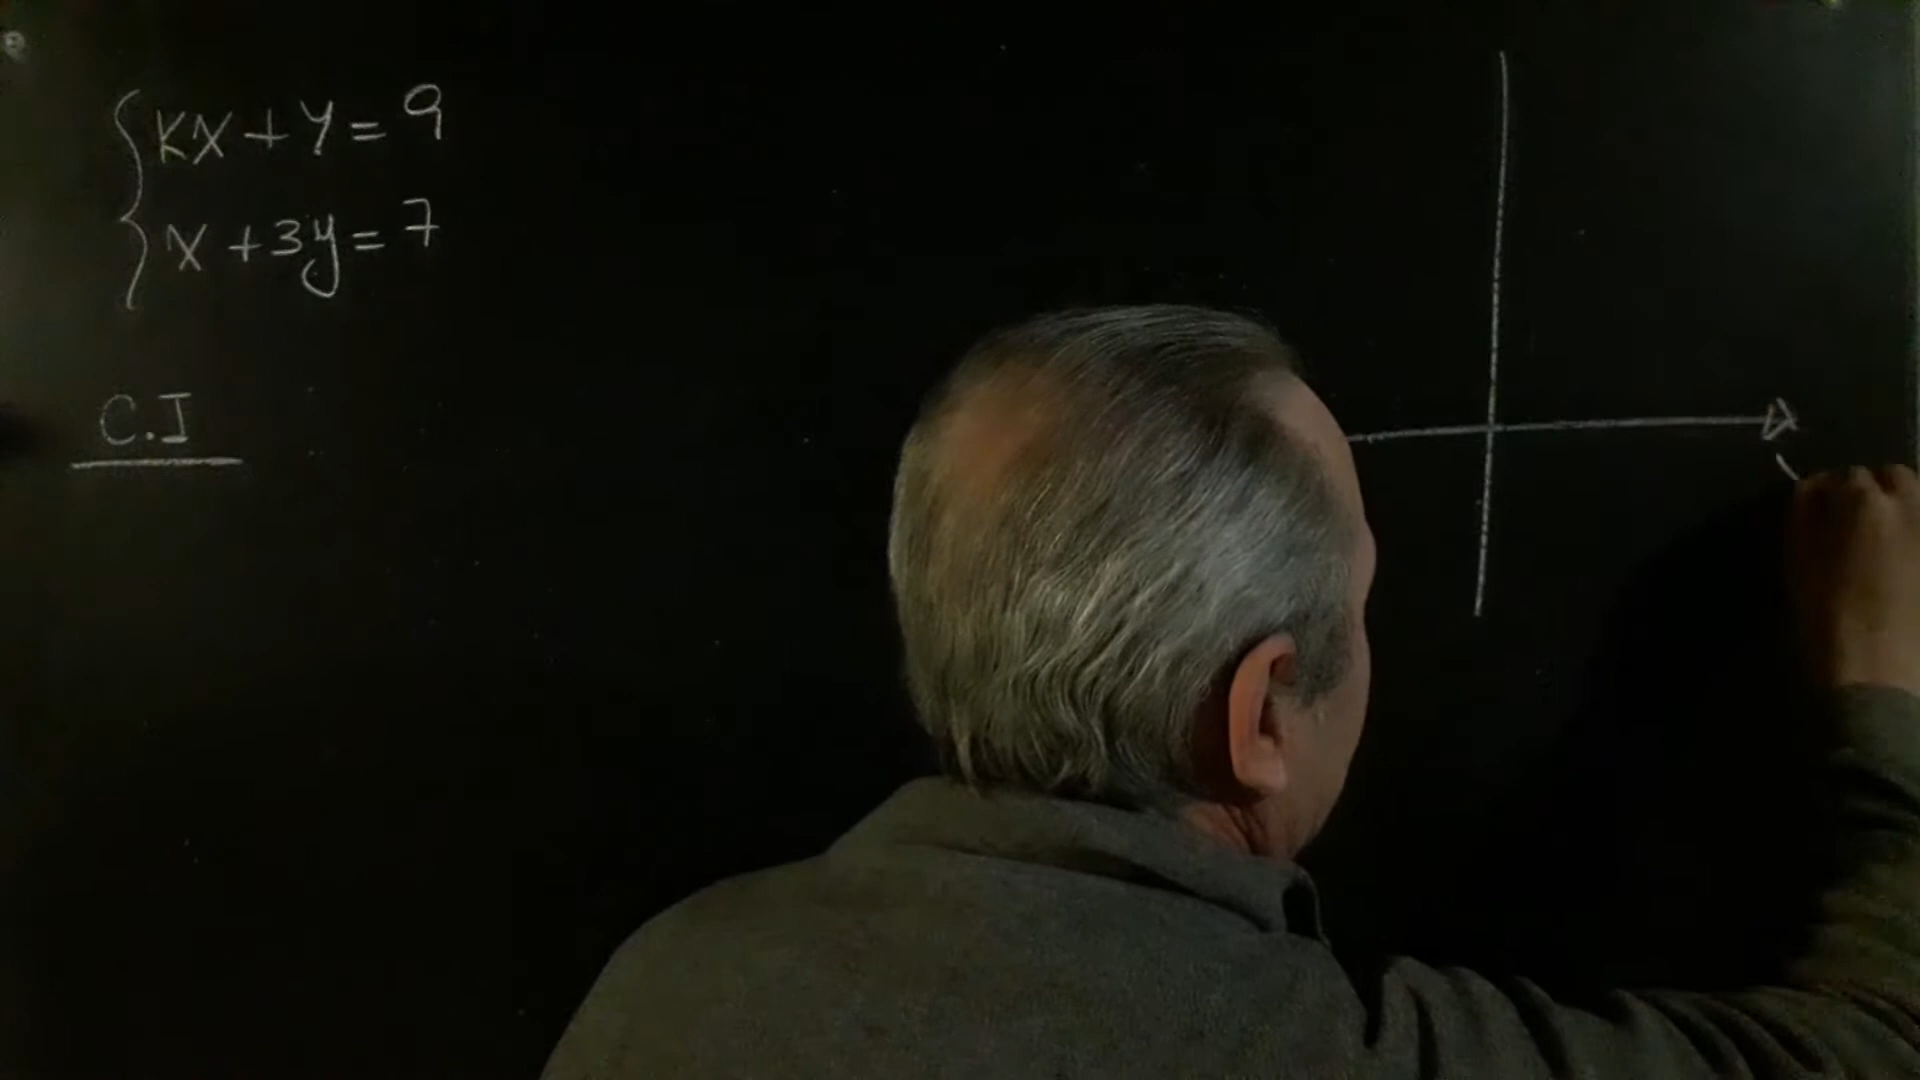 KX + y = 9
x + 3y = 7
C.I